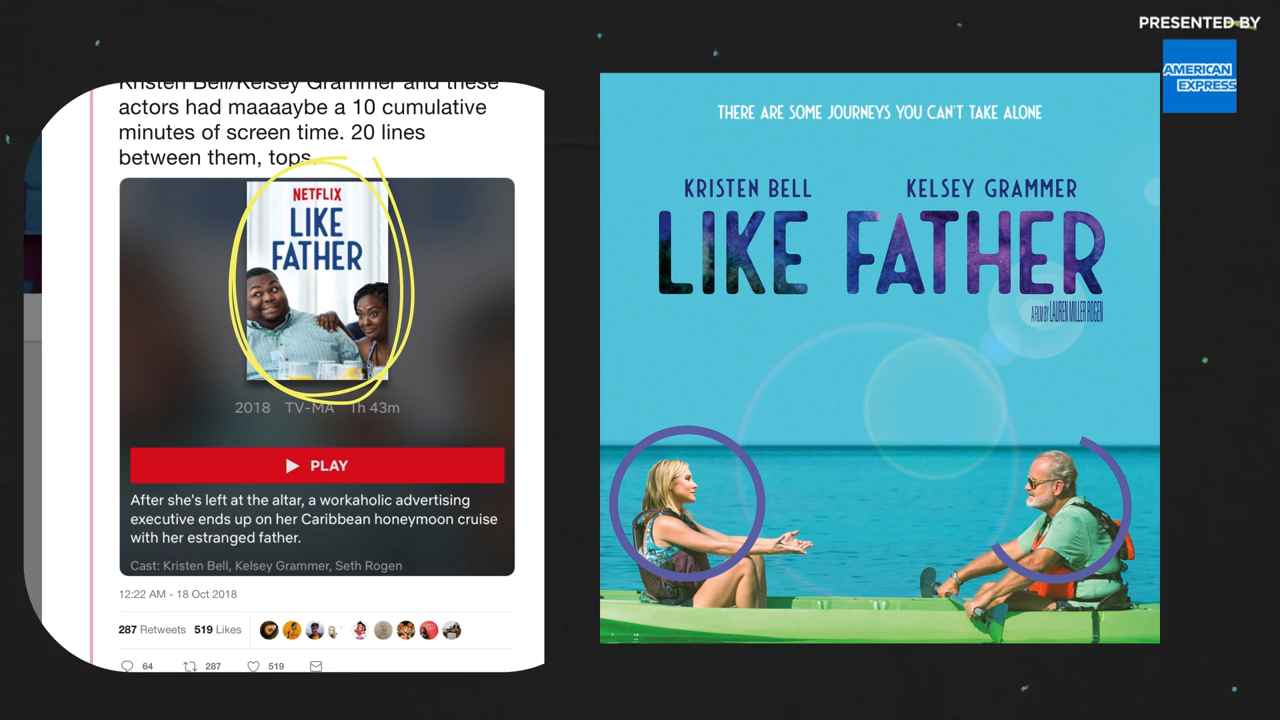 PRESENTED BY
AMERICAN
EXPRESS
Kristen Bell/Kelsey Grammer and these
actors had maaaaybe a 10 cumulative
minutes of screen time. 20 lines
between them, tops.
NETFLIX
LIKE
FATHER
2018 TV-MA 1h 43m
PLAY
After she's left at the altar, a workaholic advertising
executive ends up on her Caribbean honeymoon cruise
with her estranged father.
Cast: Kristen Bell, Kelsey Grammer, Seth Rogen
12:22 AM - 18 Oct 2018
287 Retweets 519 Likes
64 287 519
THERE ARE SOME JOURNEYS YOU CAN'T TAKE ALONE
KRISTEN BELL KELSEY GRAMMER
LIKE FATHER
A FILM BY LAUREN MILLER ROGEN